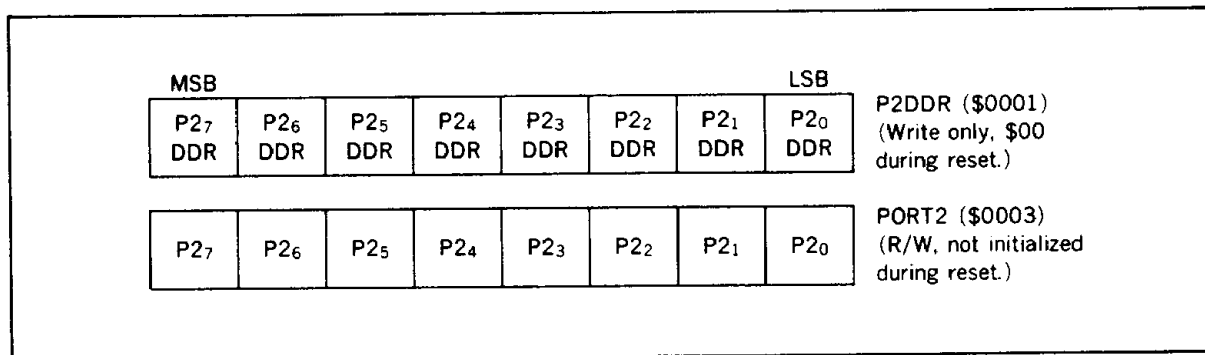 MSB LSB
P27 P26 P25 P24 P23 P22 P21 P20
DDR DDR DDR DDR DDR DDR DDR DDR
P2DDR ($0001)
(Write only, $00
during reset.)
P27 P26 P25 P24 P23 P22 P21 P20
PORT2 ($0003)
(R/W, not initialized
during reset.)